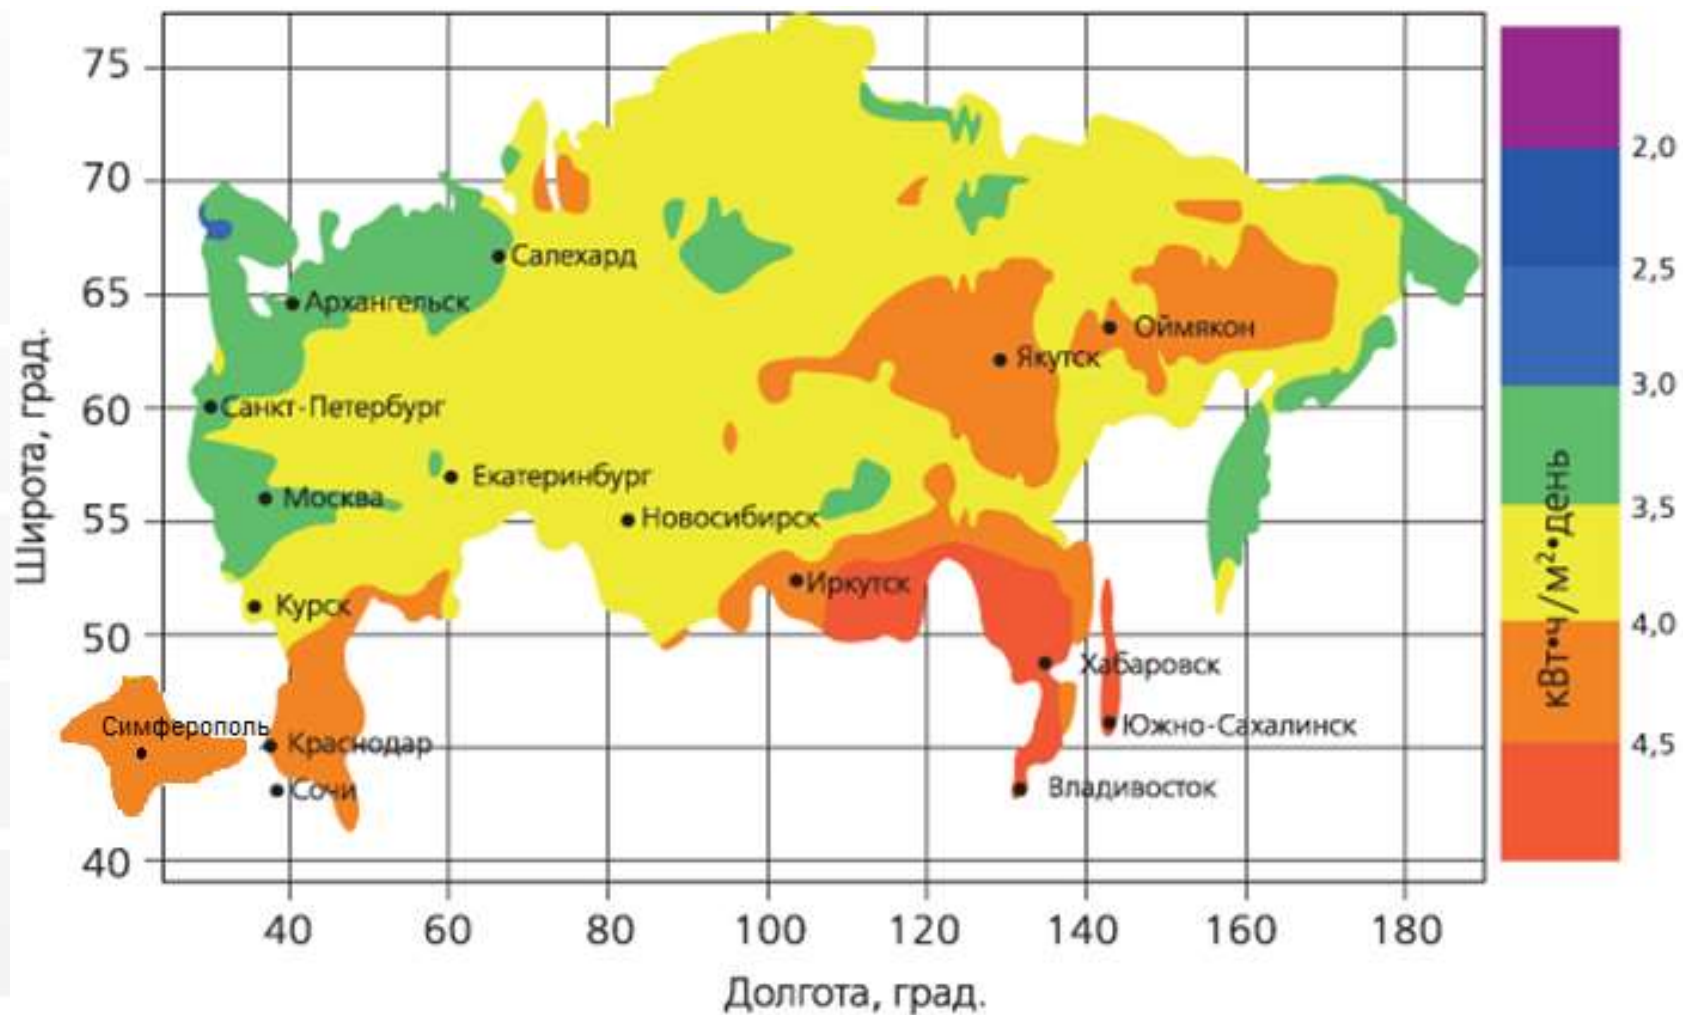 75
70
65
60
55
50
40
Широта, град.
Салехард
Архангельск
Оймякон
Якутск
Санкт-Петербург
Екатеринбург
Москва
Новосибирск
Иркутск
Курск
Хабаровск
Симферополь
Южно-Сахалинск
Краснодар
Сочи
Владивосток
40 60 80 100 120 140 160 180
Долгота, град.
2,0
2,5
3,0
3,5
4,0
4,5
кВт•ч/м²•день